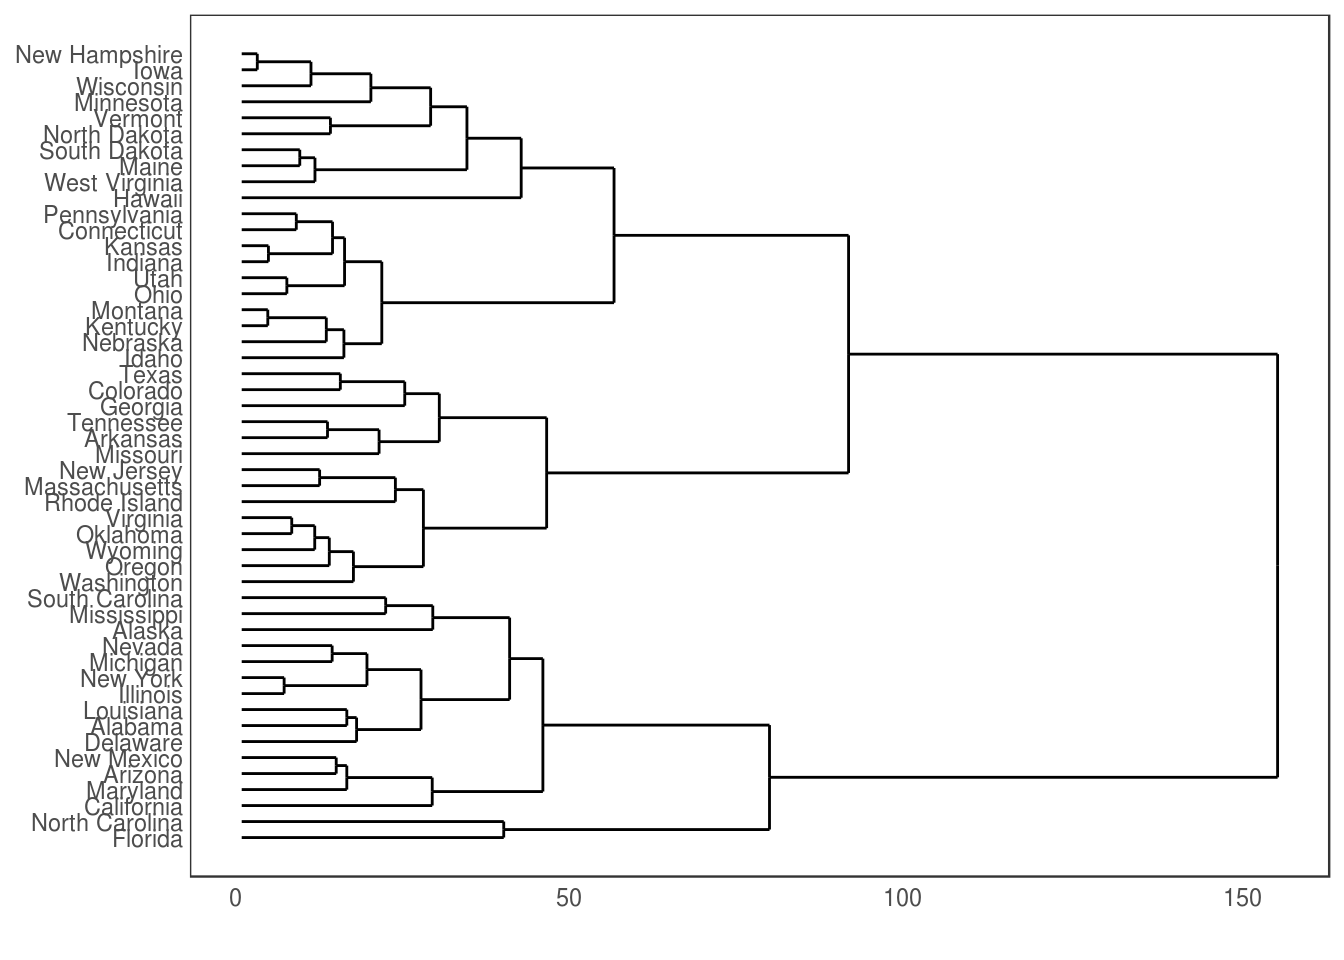 New Hampshire
Iowa
Wisconsin
Minnesota
Vermont
North Dakota
South Dakota
Maine
West Virginia
Hawaii
Pennsylvania
Connecticut
Kansas
Indiana
Utah
Ohio
Montana
Kentucky
Nebraska
Idaho
Texas
Colorado
Georgia
Tennessee
Arkansas
Missouri
New Jersey
Massachusetts
Rhode Island
Virginia
Oklahoma
Wyoming
Oregon
Washington
South Carolina
Mississippi
Alaska
Nevada
Michigan
New York
Illinois
Louisiana
Alabama
Delaware
New Mexico
Arizona
Maryland
California
North Carolina
Florida
0 50 100 150